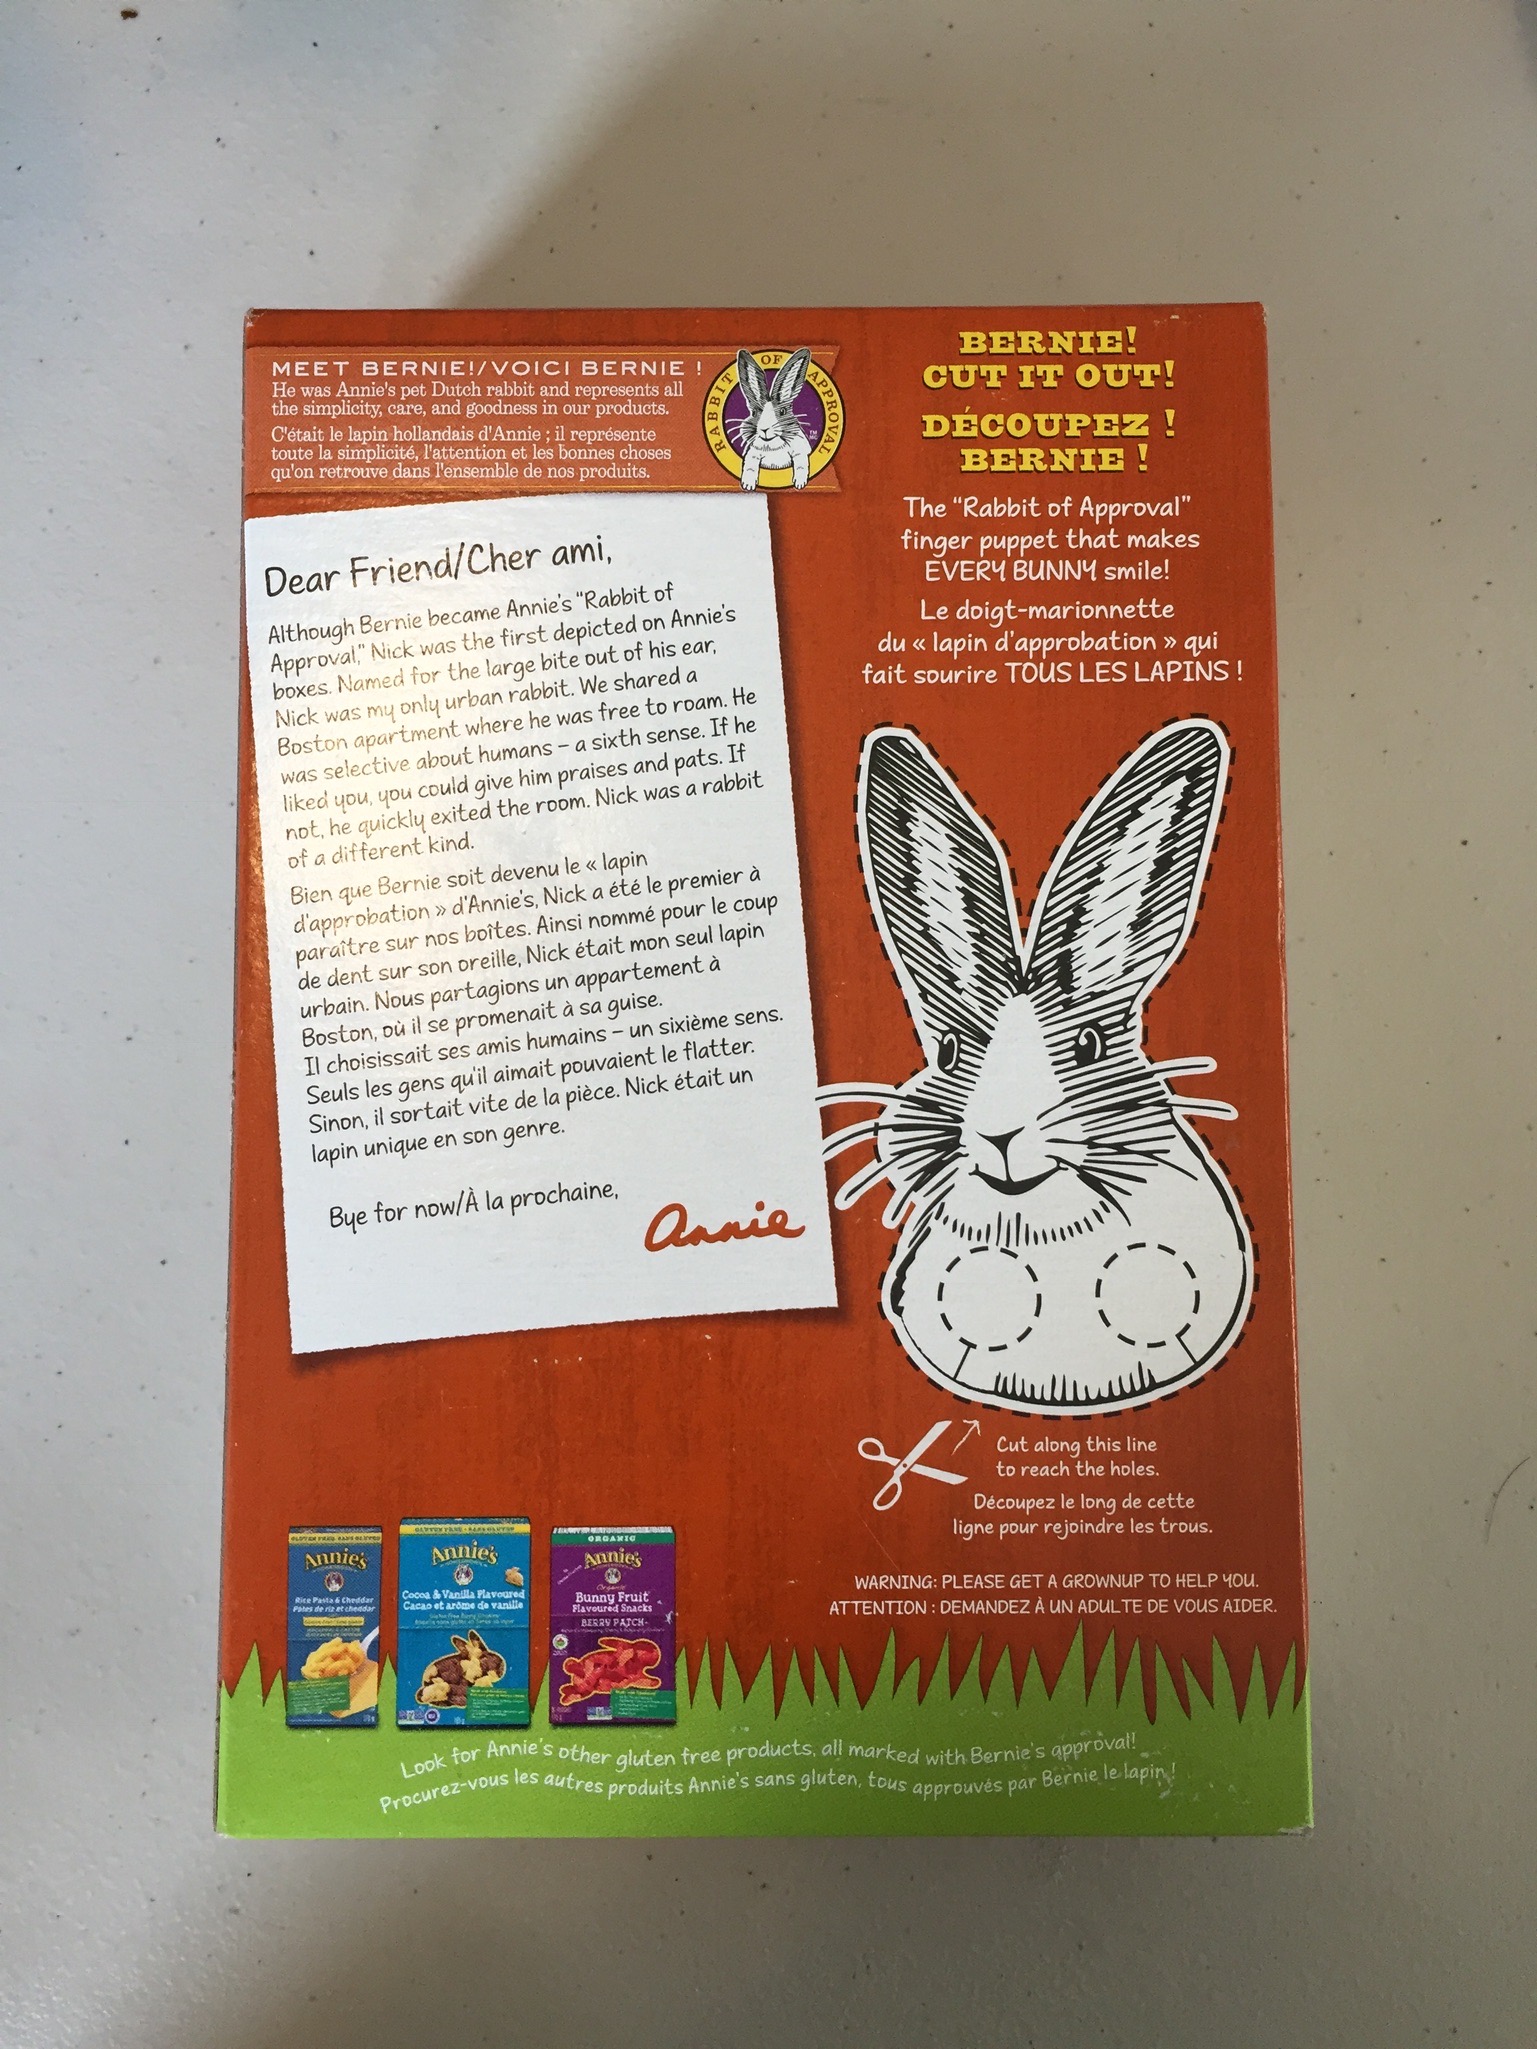 MEET BERNIE!/VOICI BERNIE !
He was Annie's pet Dutch rabbit and represents all
the simplicity, care, and goodness in our products.
C'était le lapin hollandais d'Annie ; il représente
toute la simplicité, l'attention et les bonnes choses
qu'on retrouve dans l'ensemble de nos produits.
RABBIT OF APPROVAL
Dear Friend/Cher ami,
Although Bernie became Annie's "Rabbit of
Approval," Nick was the first depicted on Annie's
boxes. Named for the large bite out of his ear,
Nick was my only urban rabbit. We shared a
Boston apartment where he was free to roam. He
was selective about humans – a sixth sense. If he
liked you, you could give him praises and pats. If
not, he quickly exited the room. Nick was a rabbit
of a different kind.
Bien que Bernie soit devenu le « lapin
d'approbation » d'Annie's, Nick a été le premier à
paraître sur nos boîtes. Ainsi nommé pour le coup
de dent sur son oreille, Nick était mon seul lapin
urbain. Nous partagions un appartement à
Boston, où il se promenait à sa guise.
Il choisissait ses amis humains – un sixième sens.
Seuls les gens qu'il aimait pouvaient le flatter.
Sinon, il sortait vite de la pièce. Nick était un
lapin unique en son genre.
Bye for now/À la prochaine,
Annie
BERNIE!
CUT IT OUT!
DÉCOUPEZ !
BERNIE !
The "Rabbit of Approval"
finger puppet that makes
EVERY BUNNY smile!
Le doigt-marionnette
du « lapin d'approbation » qui
fait sourire TOUS LES LAPINS !
Cut along this line
to reach the holes.
Découpez le long de cette
ligne pour rejoindre les trous.
WARNING: PLEASE GET A GROWNUP TO HELP YOU.
ATTENTION : DEMANDEZ À UN ADULTE DE VOUS AIDER.
GLUTEN FREE SANS GLUTEN
Annie's
Rice Pasta & Cheddar
Pâtes de riz et cheddar
GLUTEN FREE • SANS GLUTEN
Annie's
Cocoa & Vanilla Flavoured
Cacao et arôme de vanille
ORGANIC
Annie's
Organic
Bunny Fruit
Flavoured Snacks
BERRY PATCH
Look for Annie's other gluten free products, all marked with Bernie's approval!
Procurez-vous les autres produits Annie's sans gluten, tous approuvés par Bernie le lapin !